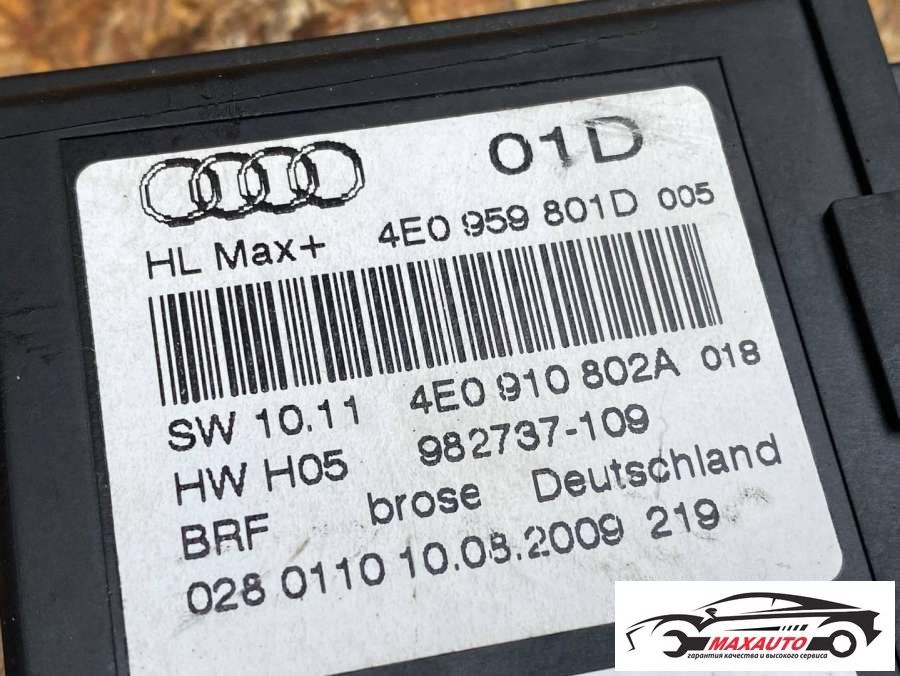 01D
HL Max+ 4E0 959 801D 005
SW 10.11 4E0 910 802A 018
HW H05 982737-109
BRF brose Deutschland
028 0110 10.08.2009 219
MAXAUTO
гарантия качества и высокого сервиса